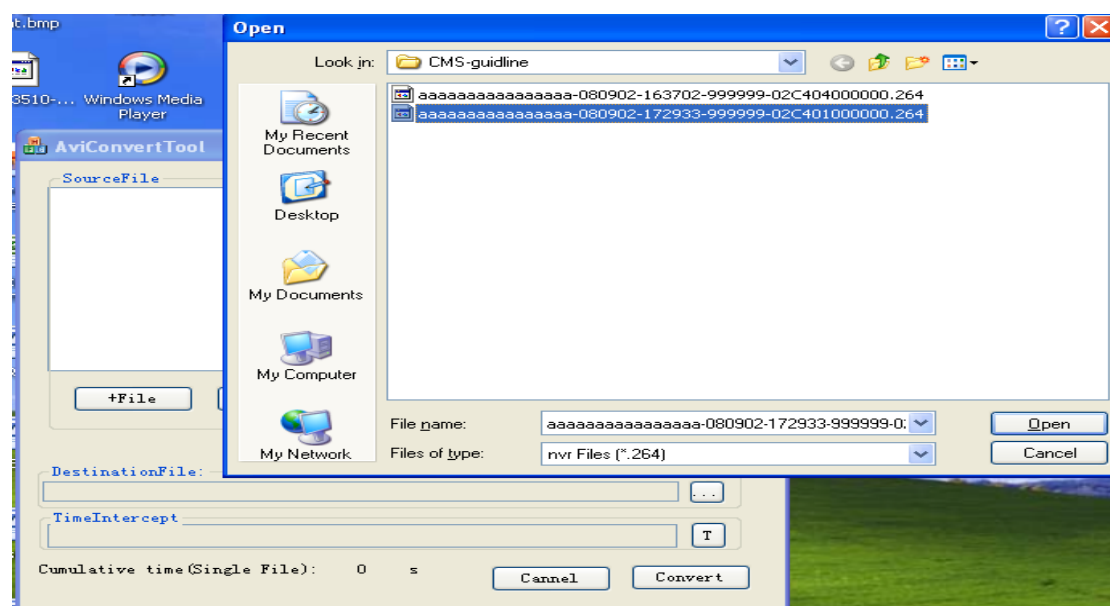 t.bmp
Open
Look in:
CMS-guidline
3510-... Windows Media
Player
aaaaaaaaaaaaaaaa-080902-163702-999999-02C404000000.264
aaaaaaaaaaaaaaaa-080902-172933-999999-02C401000000.264
My Recent
Documents
AviConvertTool
SourceFile
Desktop
My Documents
My Computer
+File
File name:
aaaaaaaaaaaaaaaa-080902-172933-999999-0
Open
My Network
Files of type:
nvr Files (*.264)
Cancel
DestinationFile:
...
TimeIntercept
T
Cumulative time(Single File): 0 s
Cannel
Convert